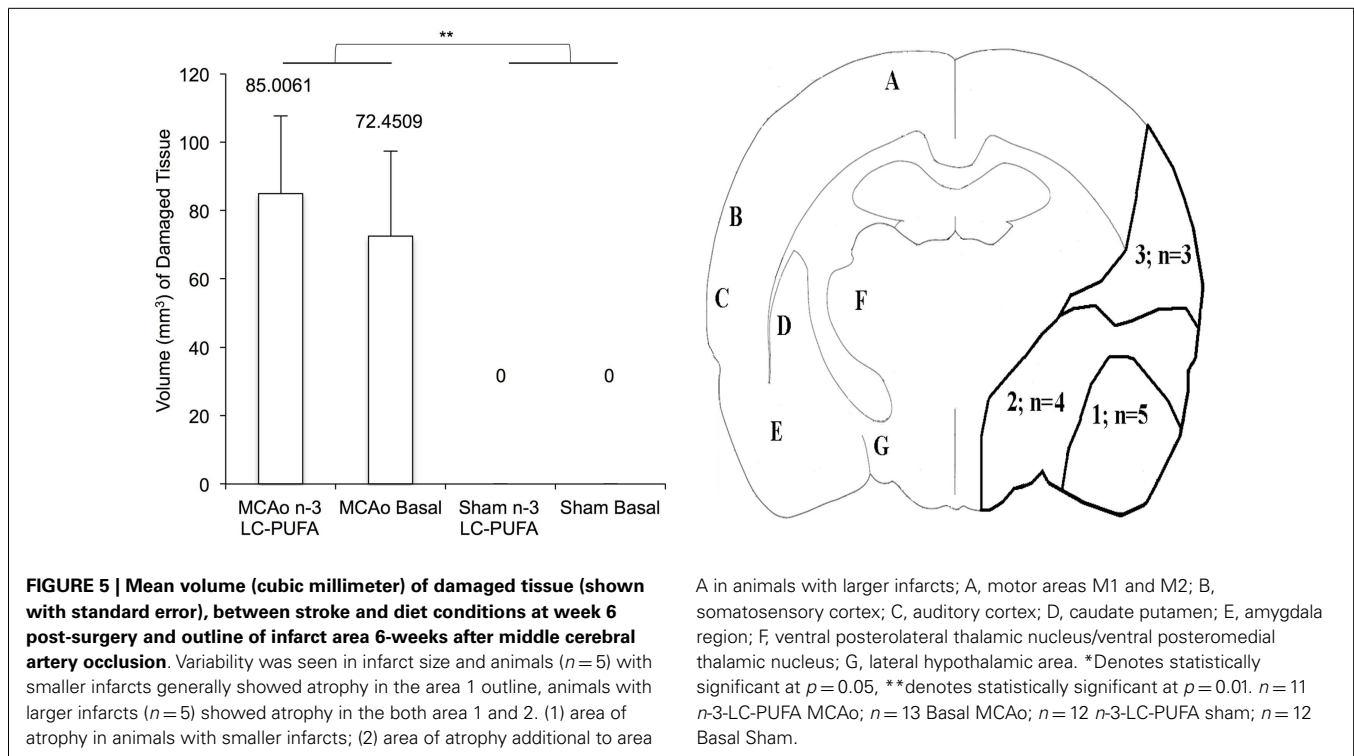 **
120
100
80
60
40
20
0
Volume (mm³) of Damaged Tissue
85.0061
72.4509
0
0
MCAo n-3
LC-PUFA
MCAo Basal
Sham n-3
LC-PUFA
Sham Basal
A
B
C
D
E
F
G
3; n=3
2; n=4
1; n=5
FIGURE 5 | Mean volume (cubic millimeter) of damaged tissue (shown
with standard error), between stroke and diet conditions at week 6
post-surgery and outline of infarct area 6-weeks after middle cerebral
artery occlusion. Variability was seen in infarct size and animals (n = 5) with
smaller infarcts generally showed atrophy in the area 1 outline, animals with
larger infarcts (n = 5) showed atrophy in the both area 1 and 2. (1) area of
atrophy in animals with smaller infarcts; (2) area of atrophy additional to area
A in animals with larger infarcts; A, motor areas M1 and M2; B,
somatosensory cortex; C, auditory cortex; D, caudate putamen; E, amygdala
region; F, ventral posterolateral thalamic nucleus/ventral posteromedial
thalamic nucleus; G, lateral hypothalamic area. *Denotes statistically
significant at p = 0.05, **denotes statistically significant at p = 0.01. n = 11
n-3-LC-PUFA MCAo; n = 13 Basal MCAo; n = 12 n-3-LC-PUFA sham; n = 12
Basal Sham.